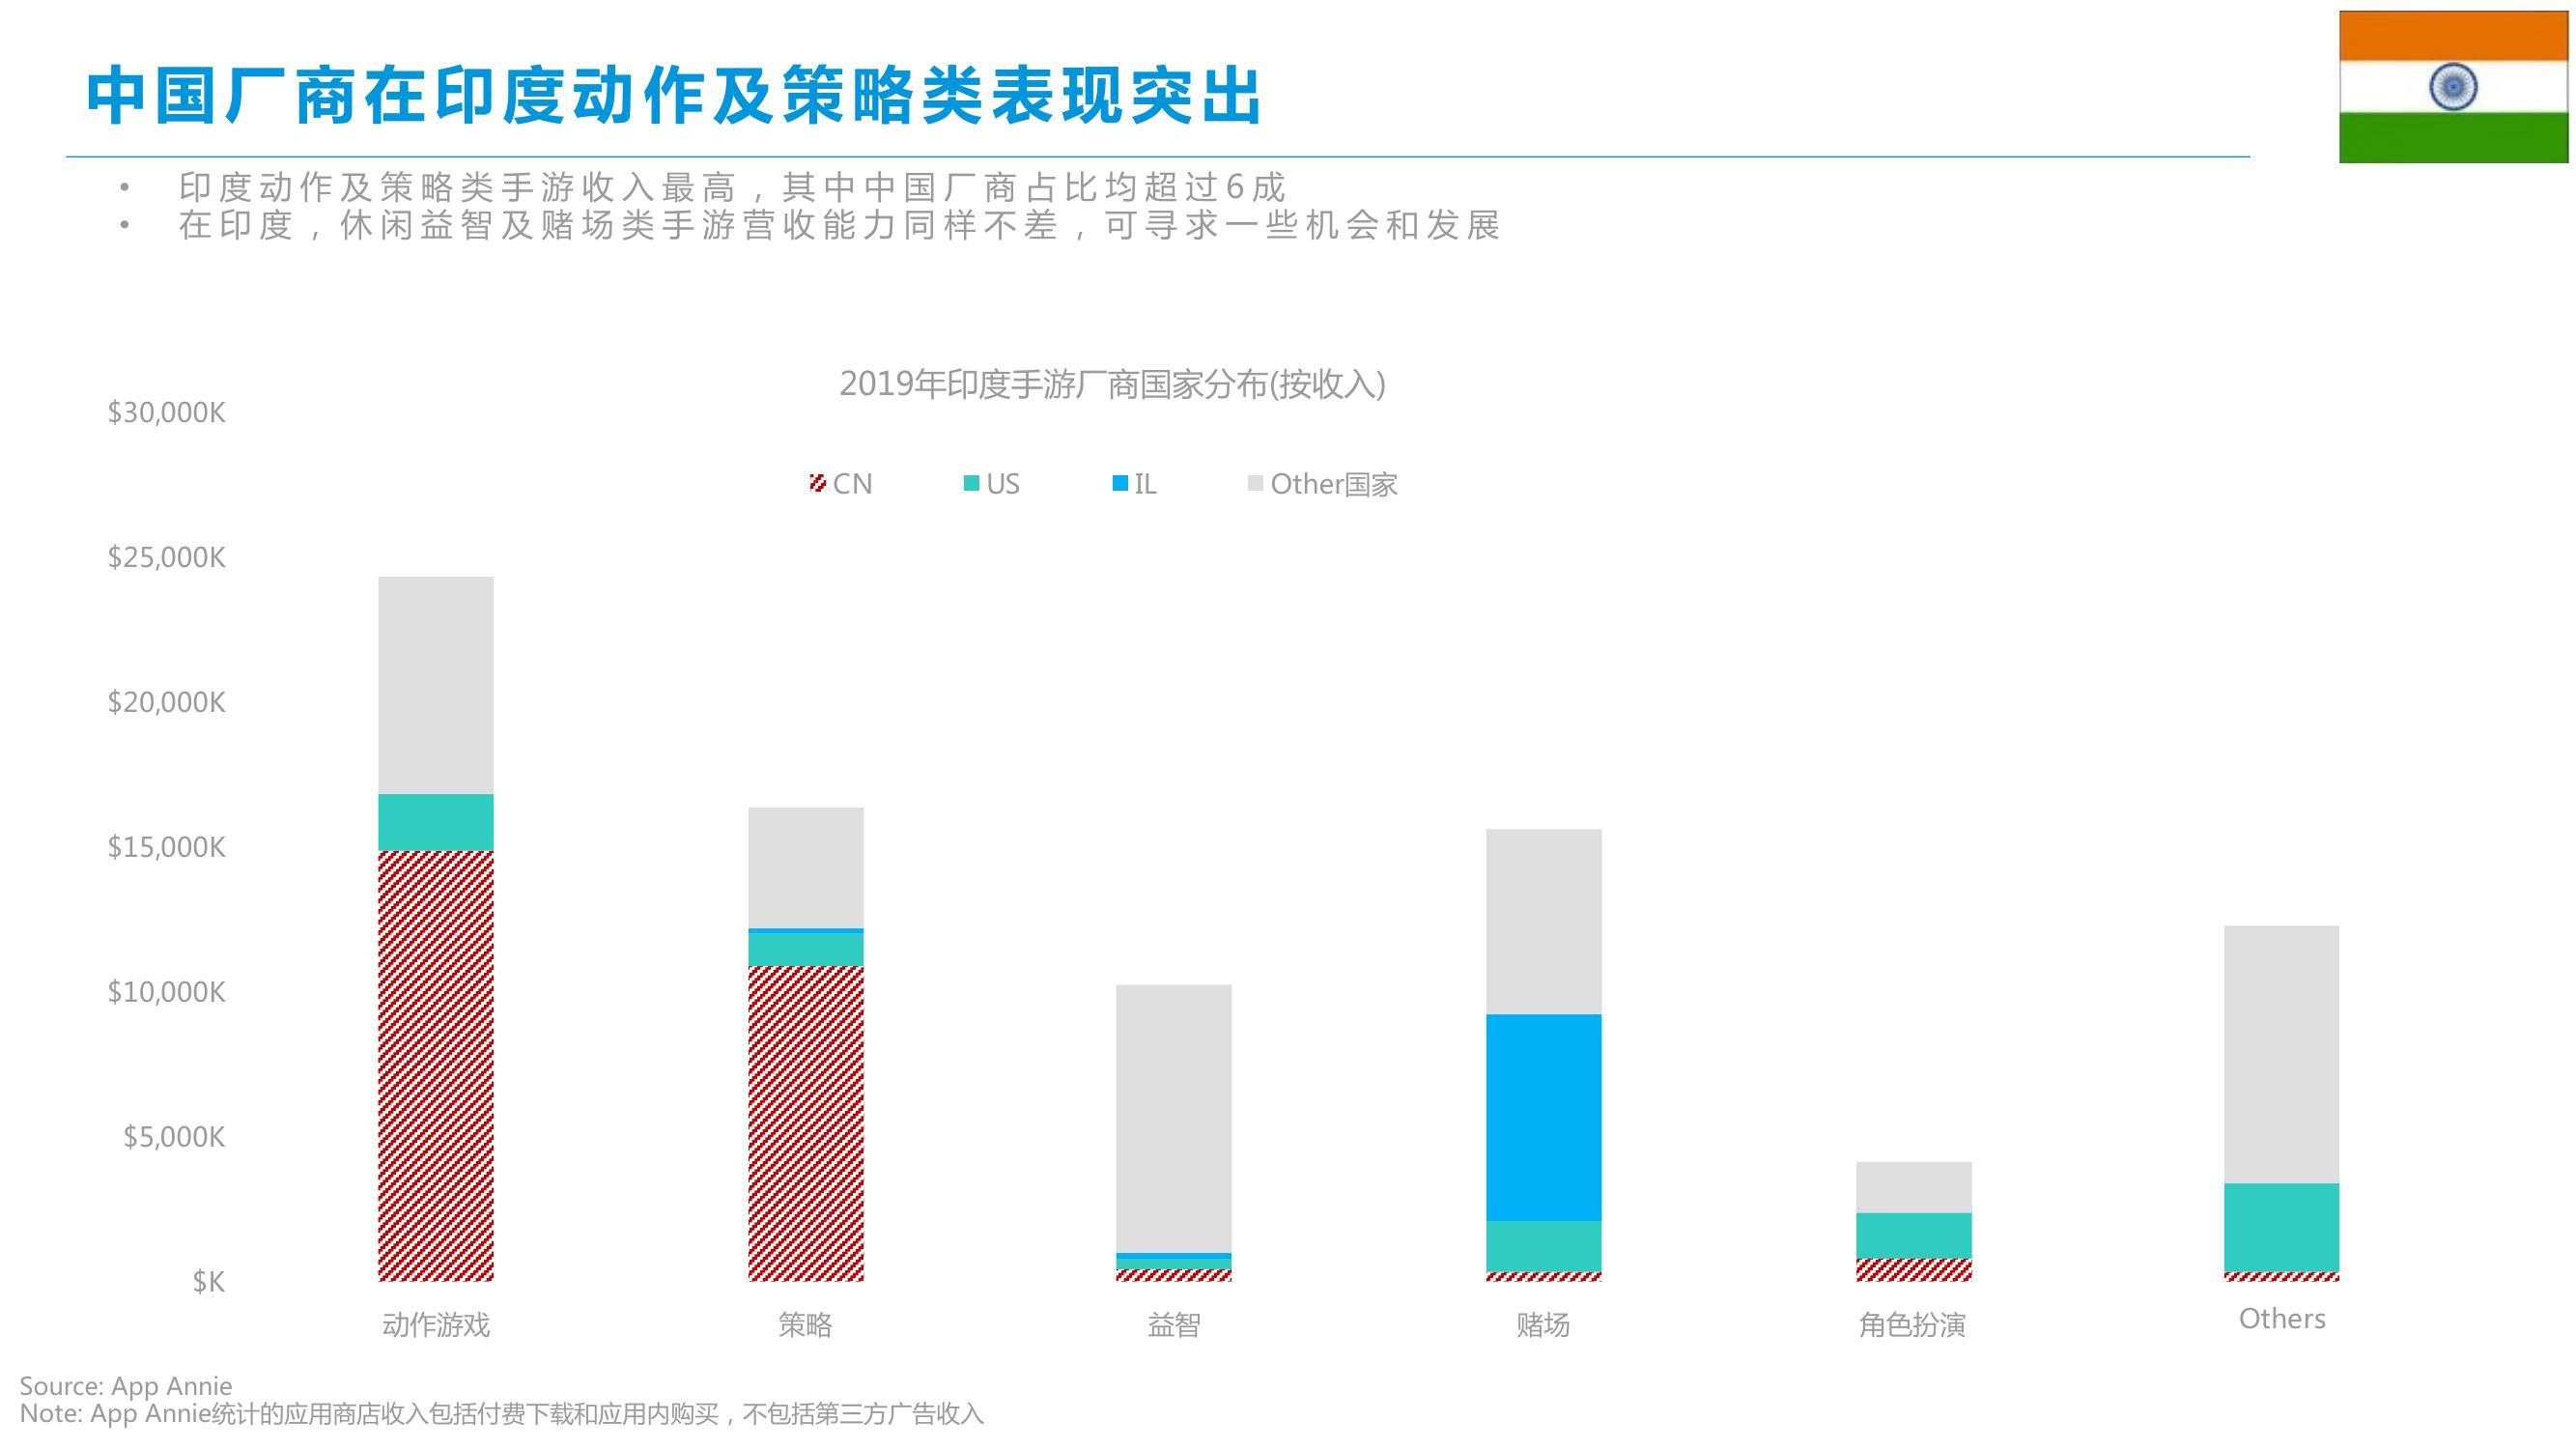 中国厂商在印度动作及策略类表现突出
• 印度动作及策略类手游收入最高，其中中国厂商占比均超过6成
• 在印度，休闲益智及赌场类手游营收能力同样不差，可寻求一些机会和发展
2019年印度手游厂商国家分布(按收入)
CN US IL Other国家
$30,000K
$25,000K
$20,000K
$15,000K
$10,000K
$5,000K
$K
动作游戏 策略 益智 赌场 角色扮演 Others
Source: App Annie
Note: App Annie统计的应用商店收入包括付费下载和应用内购买，不包括第三方广告收入